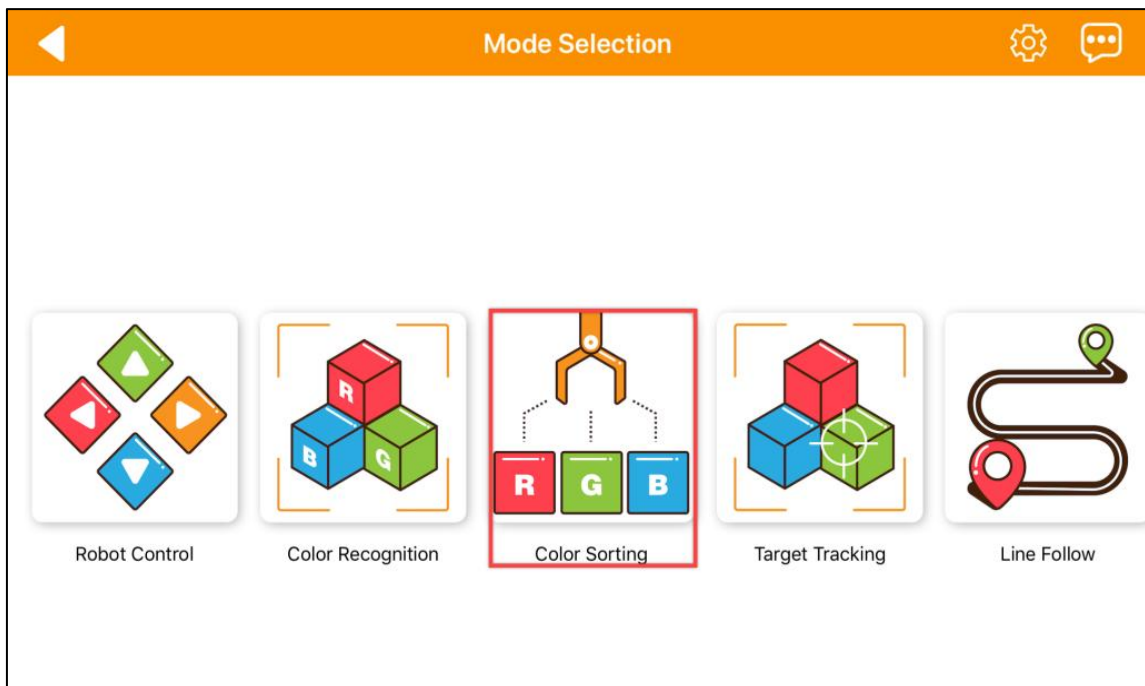 Mode Selection
R
B
G
R G B
Robot Control
Color Recognition
Color Sorting
Target Tracking
Line Follow